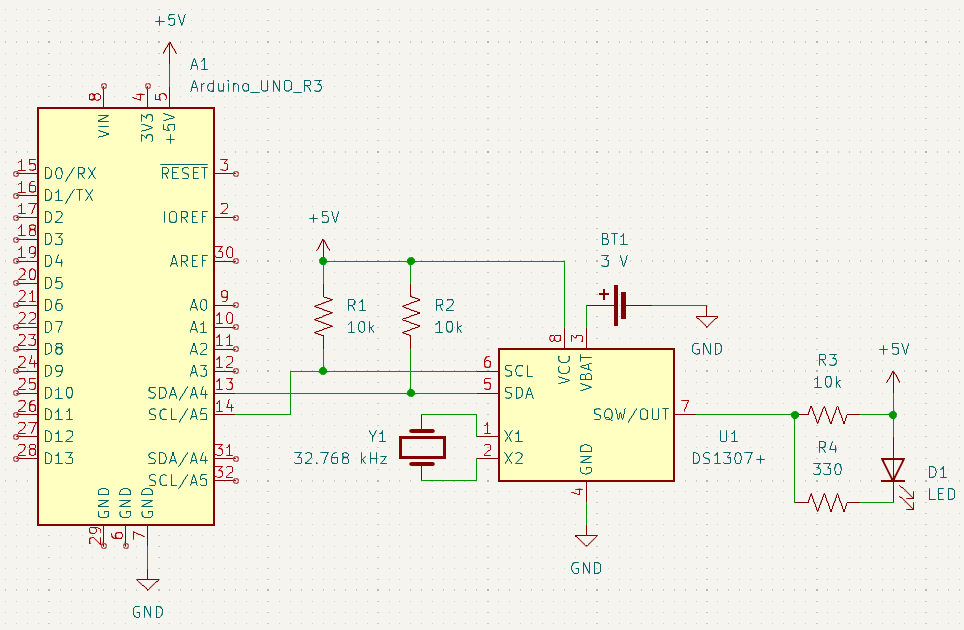 +5V
A1
Arduino_UNO_R3
8
4
5
VIN
3V3
+5V
15
D0/RX
RESET
3
16
D1/TX
17
D2
IOREF
2
18
D3
19
D4
AREF
30
20
D5
21
D6
A0
9
22
D7
A1
10
23
D8
A2
11
24
D9
A3
12
25
D10
SDA/A4
13
26
D11
SCL/A5
14
27
D12
28
D13
SDA/A4
31
SCL/A5
32
GND
GND
GND
29
6
7
GND
+5V
R1
10k
R2
10k
BT1
3 V
+
GND
8
3
VCC
VBAT
6
SCL
5
SDA
1
X1
2
X2
SQW/OUT
7
GND
4
GND
Y1
32.768 kHz
U1
DS1307+
R3
10k
+5V
R4
330
D1
LED